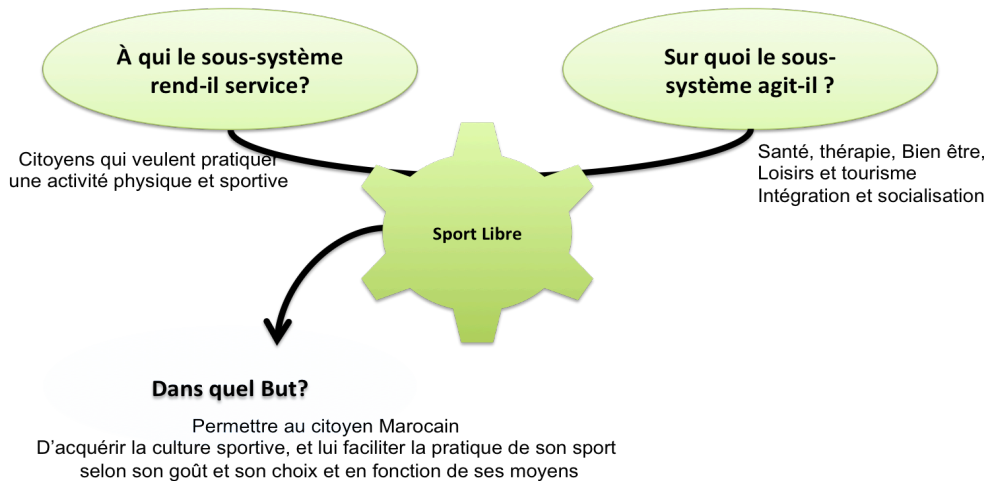 À qui le sous-système
rend-il service?
Sur quoi le sous-
système agit-il ?
Citoyens qui veulent pratiquer
une activité physique et sportive
Santé, thérapie, Bien être,
Loisirs et tourisme
Intégration et socialisation
Sport Libre
Dans quel But?
Permettre au citoyen Marocain
D’acquérir la culture sportive, et lui faciliter la pratique de son sport
selon son goût et son choix et en fonction de ses moyens